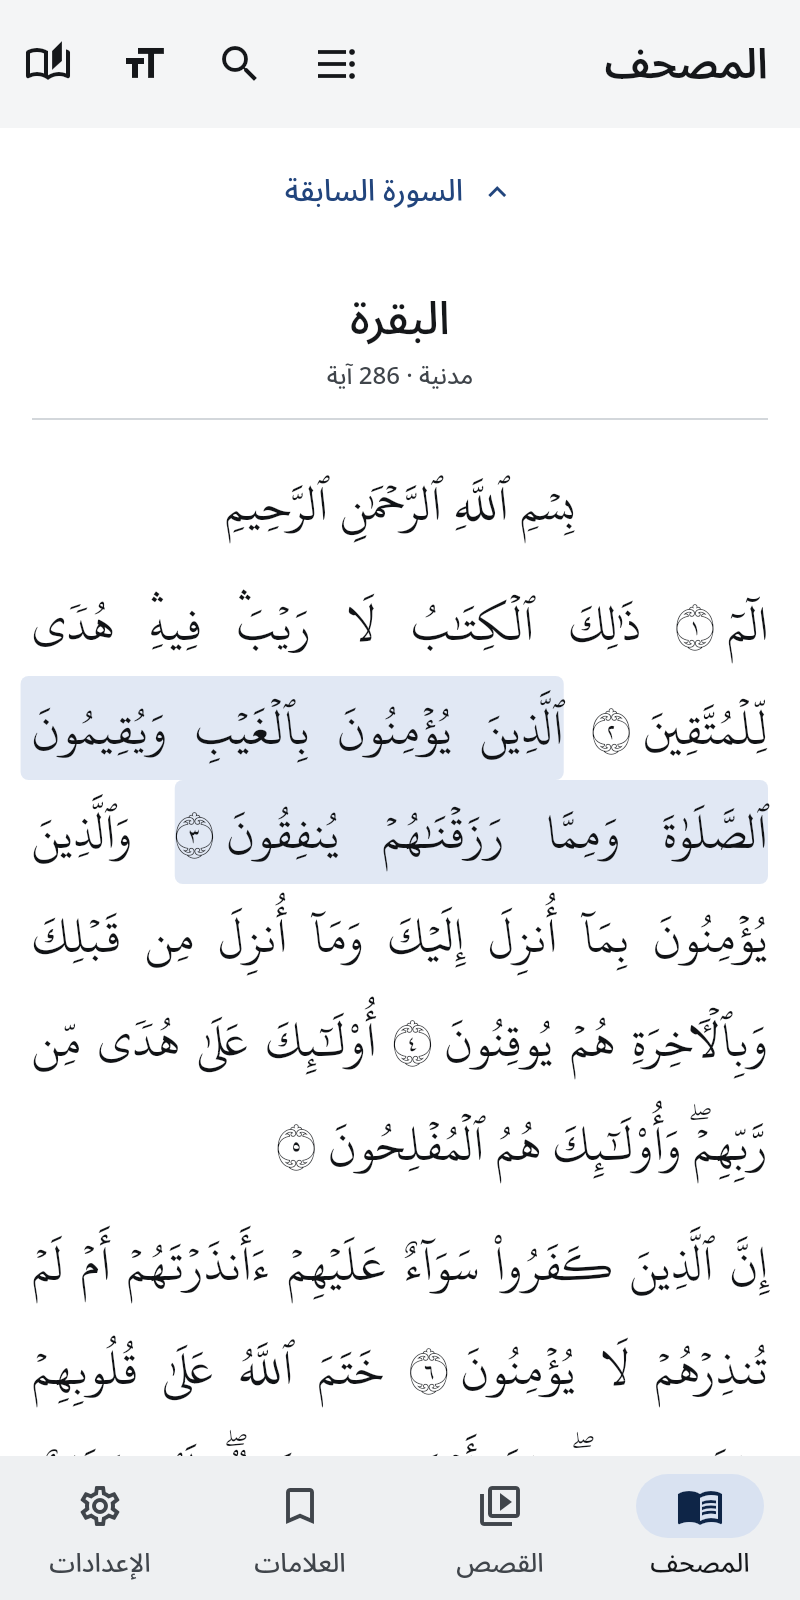 المصحف
السورة السابقة
البقرة
مدنية · 286 آية
بِسۡمِ ٱللَّهِ ٱلرَّحۡمَٰنِ ٱلرَّحِيمِ
الٓمٓ ١ ذَٰلِكَ ٱلۡكِتَٰبُ لَا رَيۡبَۛ فِيهِۛ هُدٗى
لِّلۡمُتَّقِينَ ٢ ٱلَّذِينَ يُؤۡمِنُونَ بِٱلۡغَيۡبِ وَيُقِيمُونَ
ٱلصَّلَوٰةَ وَمِمَّا رَزَقۡنَٰهُمۡ يُنفِقُونَ ٣ وَٱلَّذِينَ
يُؤۡمِنُونَ بِمَآ أُنزِلَ إِلَيۡكَ وَمَآ أُنزِلَ مِن قَبۡلِكَ
وَبِٱلۡأٓخِرَةِ هُمۡ يُوقِنُونَ ٤ أُوْلَٰٓئِكَ عَلَىٰ هُدٗى مِّن
رَّبِّهِمۡۖ وَأُوْلَٰٓئِكَ هُمُ ٱلۡمُفۡلِحُونَ ٥
إِنَّ ٱلَّذِينَ كَفَرُواْ سَوَآءٌ عَلَيۡهِمۡ ءَأَنذَرۡتَهُمۡ أَمۡ لَمۡ
تُنذِرۡهُمۡ لَا يُؤۡمِنُونَ ٦ خَتَمَ ٱللَّهُ عَلَىٰ قُلُوبِهِمۡ
المصحف
القصص
العلامات
الإعدادات